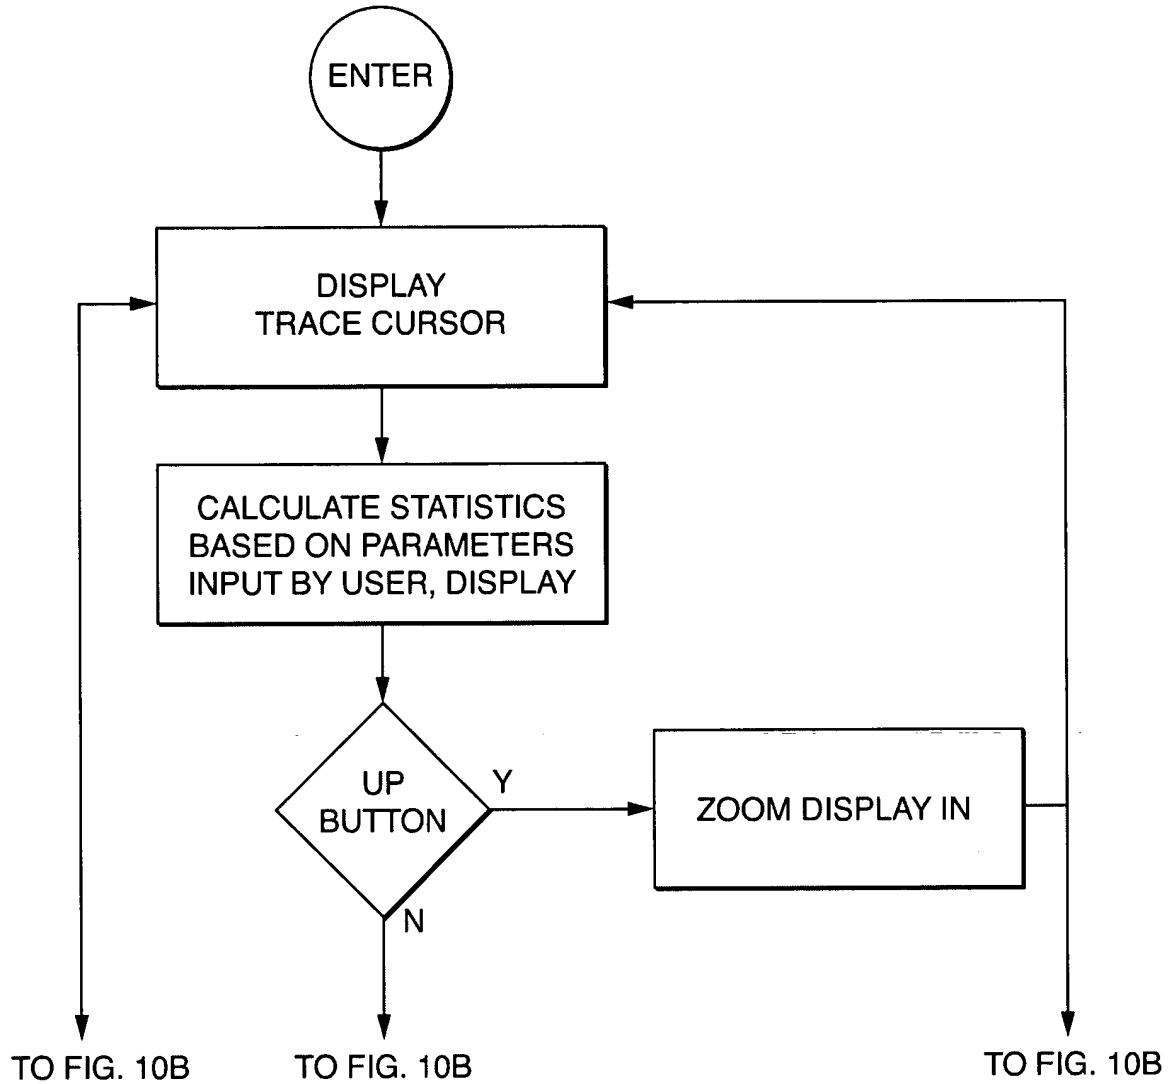 ENTER
DISPLAY
TRACE CURSOR
CALCULATE STATISTICS
BASED ON PARAMETERS
INPUT BY USER, DISPLAY
UP
BUTTON
Y
ZOOM DISPLAY IN
N
TO FIG. 10B
TO FIG. 10B
TO FIG. 10B